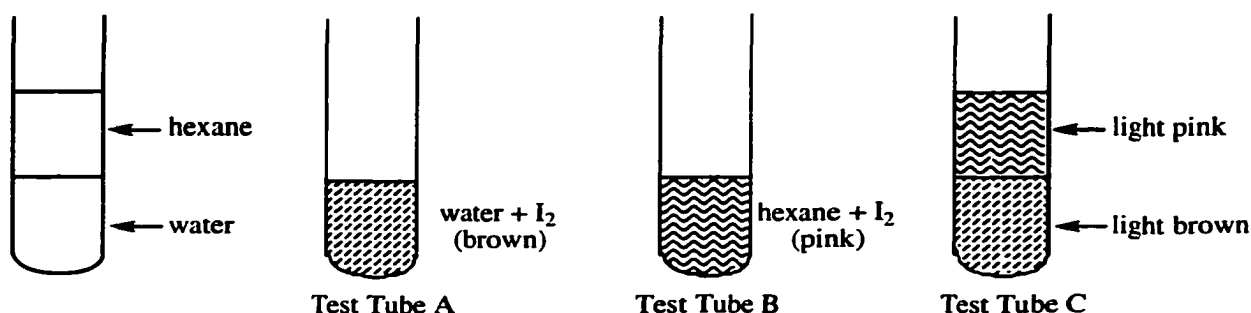 hexane
water
water + I₂
(brown)
Test Tube A
hexane + I₂
(pink)
Test Tube B
light pink
light brown
Test Tube C